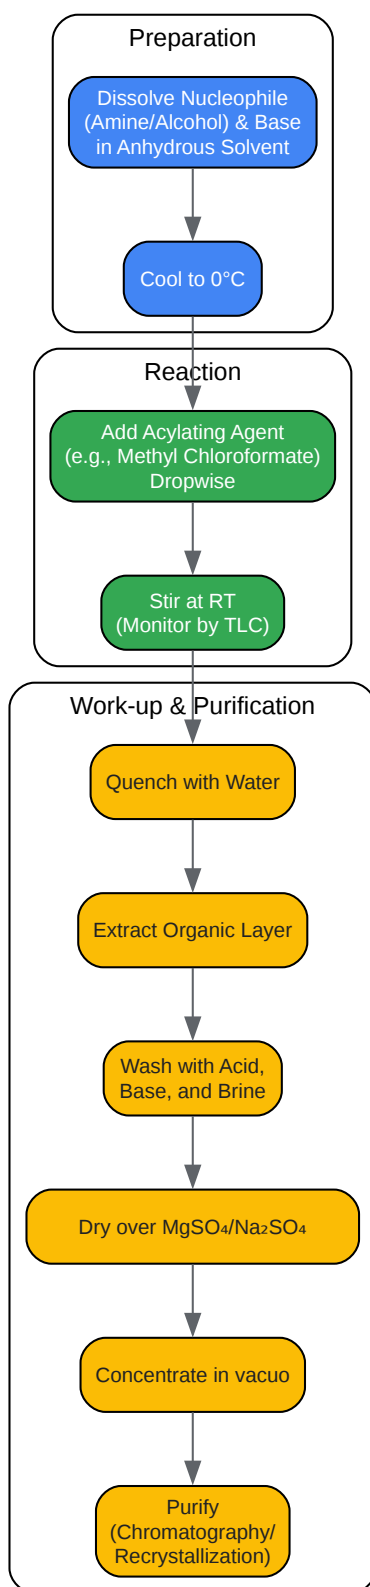 Preparation
Dissolve Nucleophile
(Amine/Alcohol) & Base
in Anhydrous Solvent
Cool to 0°C
Reaction
Add Acylating Agent
(e.g., Methyl Chloroformate)
Dropwise
Stir at RT
(Monitor by TLC)
Work-up & Purification
Quench with Water
Extract Organic Layer
Wash with Acid,
Base, and Brine
Dry over MgSO₄/Na₂SO₄
Concentrate in vacuo
Purify
(Chromatography/
Recrystallization)